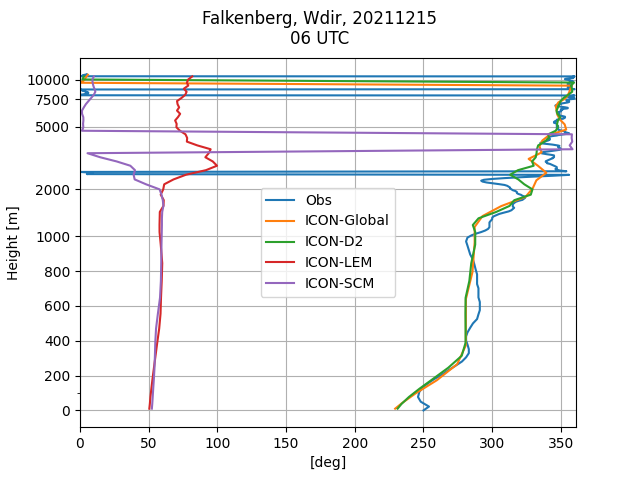 Falkenberg, Wdir, 20211215
06 UTC
Height [m]
10000
7500
5000
2000
1000
800
600
400
200
0
Obs
ICON-Global
ICON-D2
ICON-LEM
ICON-SCM
0 50 100 150 200 250 300 350
[deg]